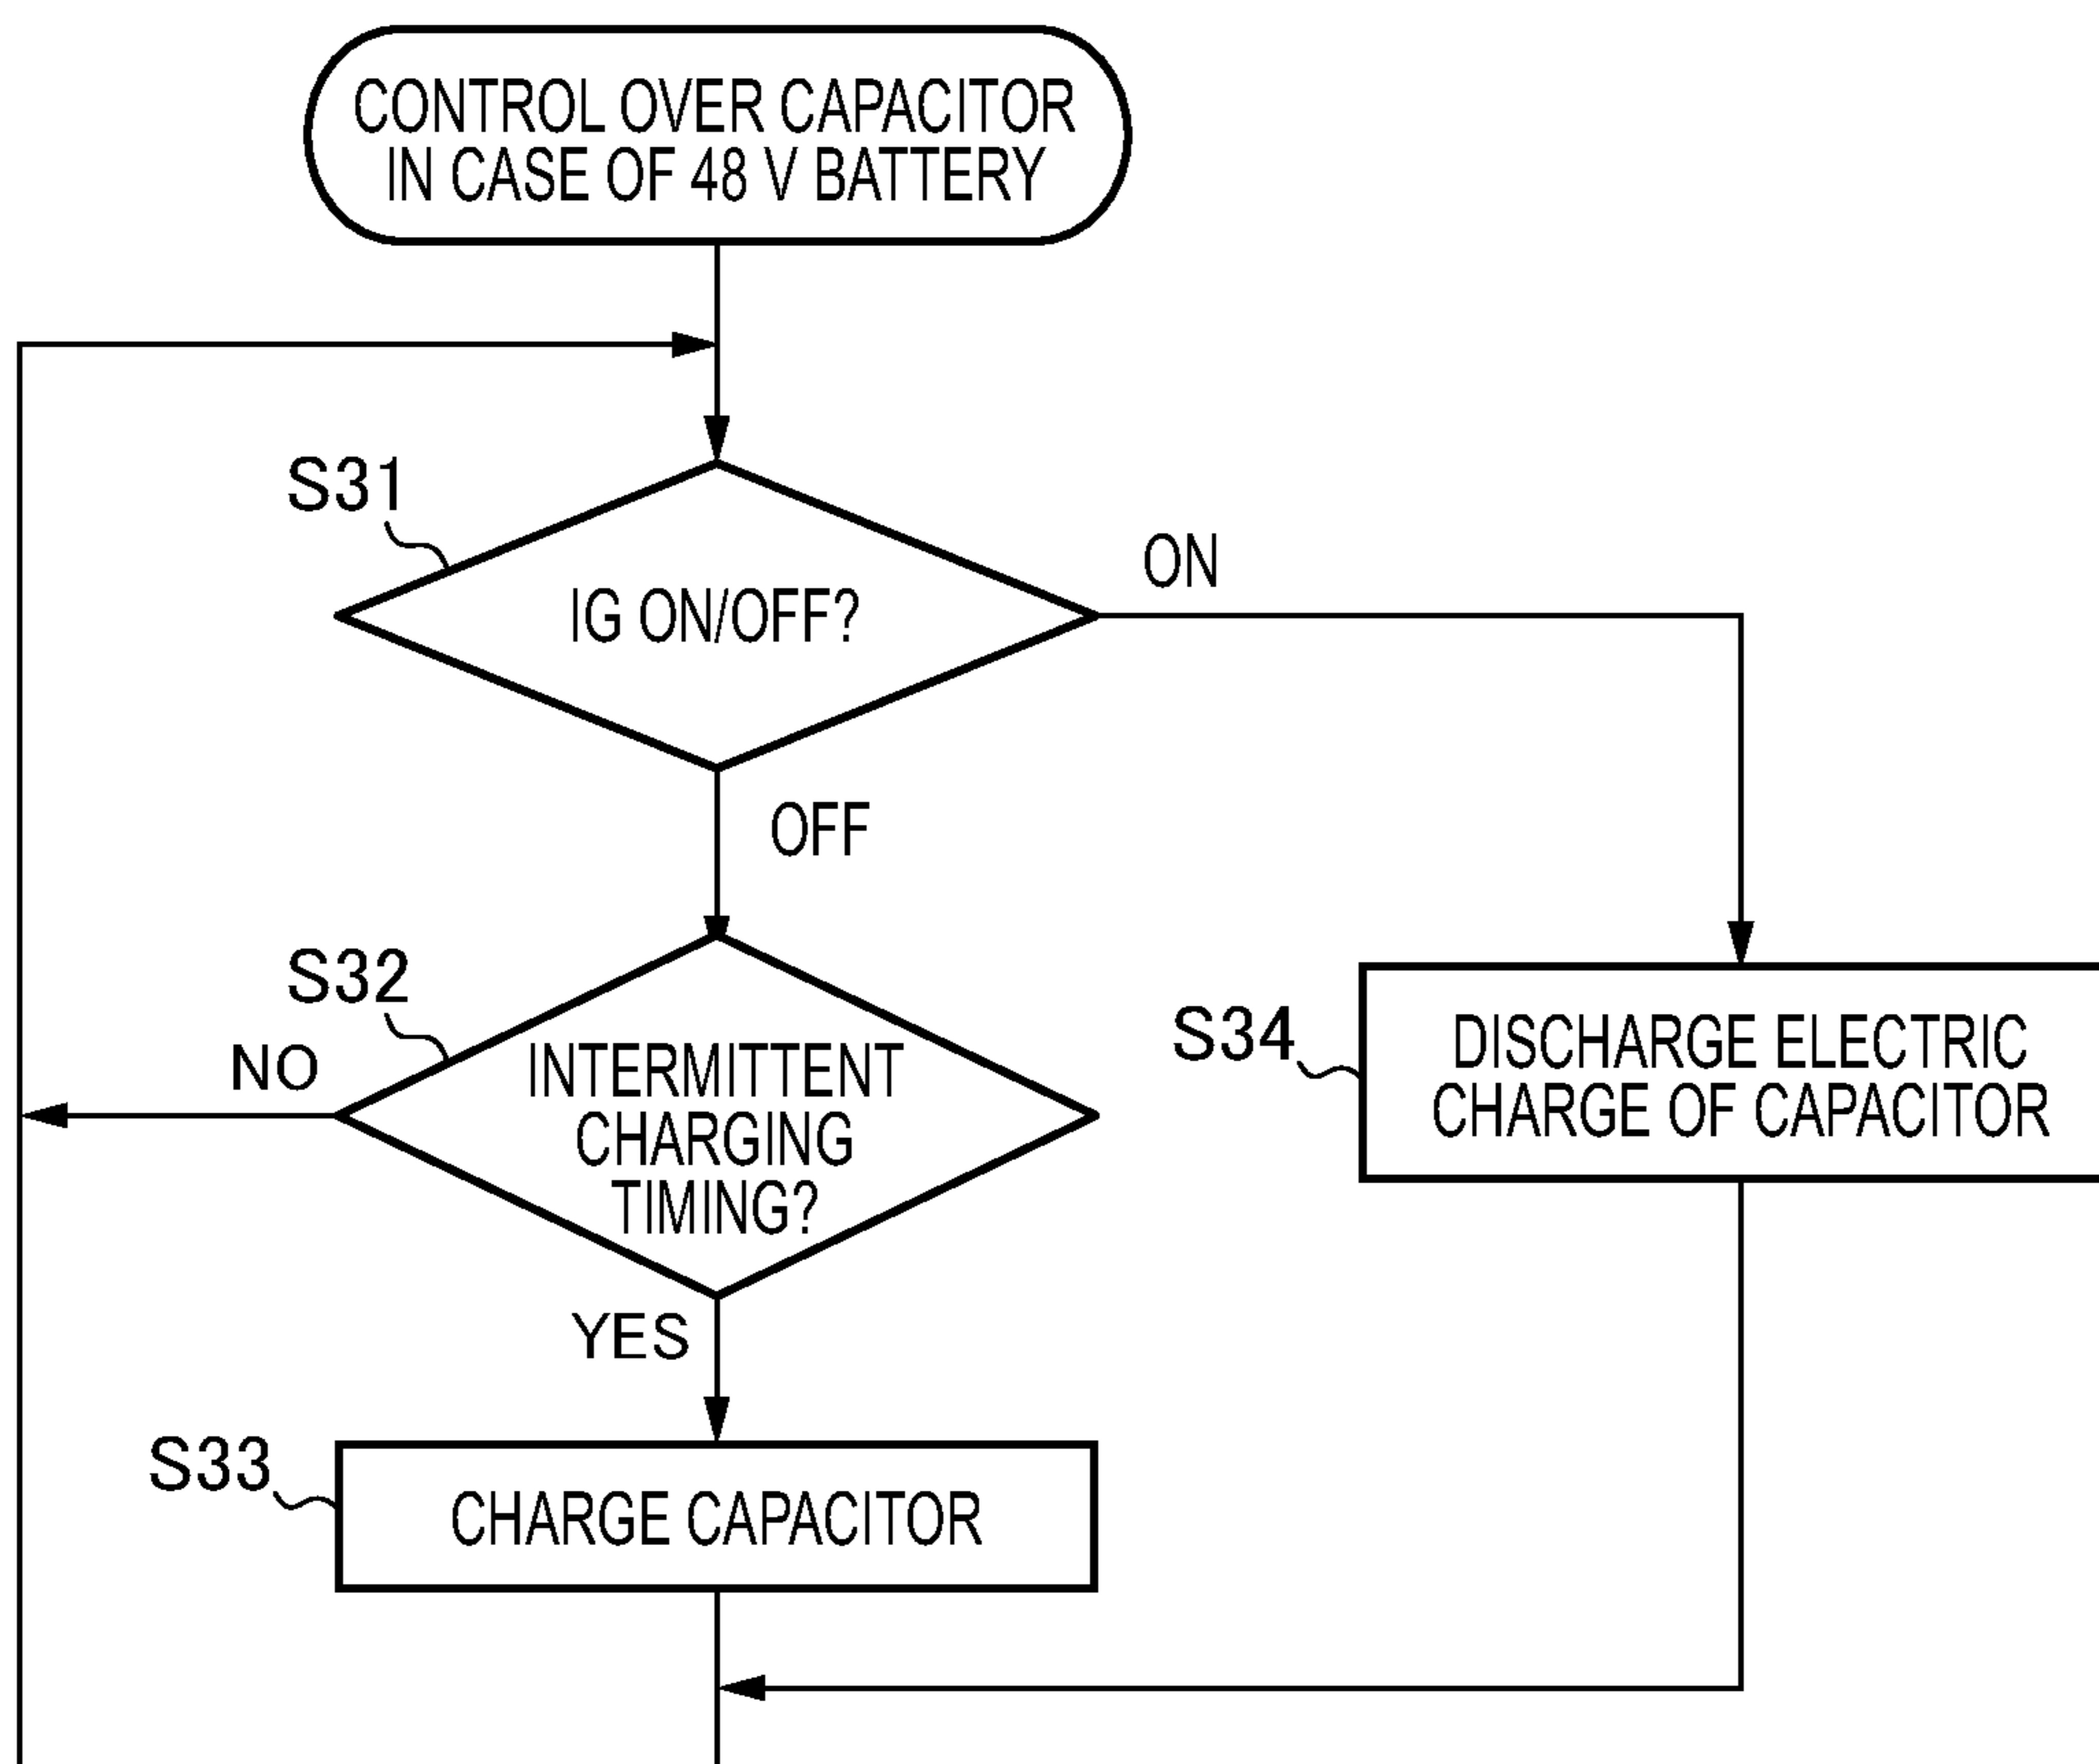 CONTROL OVER CAPACITOR
IN CASE OF 48 V BATTERY
S31
IG ON/OFF?
ON
OFF
S32
NO
INTERMITTENT
CHARGING
TIMING?
S34
DISCHARGE ELECTRIC
CHARGE OF CAPACITOR
YES
S33
CHARGE CAPACITOR